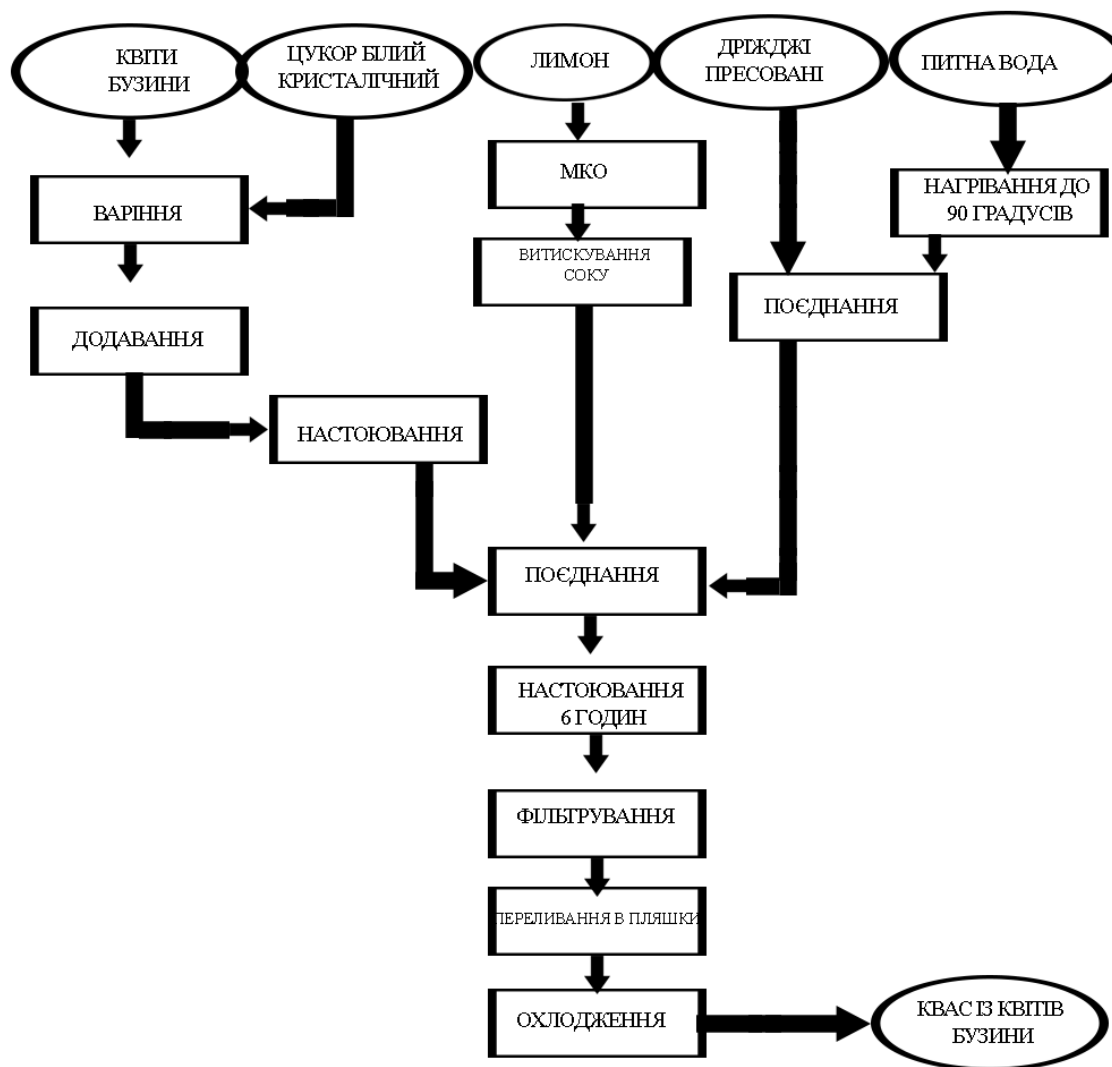 КВІТИ
БУЗИНИ
ЦУКОР БІЛИЙ
КРИСТАЛІЧНИЙ
ЛИМОН
ДРІЖДЖІ
ПРЕСОВАНІ
ПИТНА ВОДА
МКО
НАГРІВАННЯ ДО
90 ГРАДУСІВ
ВАРІННЯ
ВИТИСКУВАННЯ
СОКУ
ПОЄДНАННЯ
ДОДАВАННЯ
НАСТОЮВАННЯ
ПОЄДНАННЯ
НАСТОЮВАННЯ
6 ГОДИН
ФІЛЬТРУВАННЯ
ПЕРЕЛИВАННЯ В ПЛЯШКИ
ОХЛОДЖЕННЯ
КВАС ІЗ КВІТІВ
БУЗИНИ